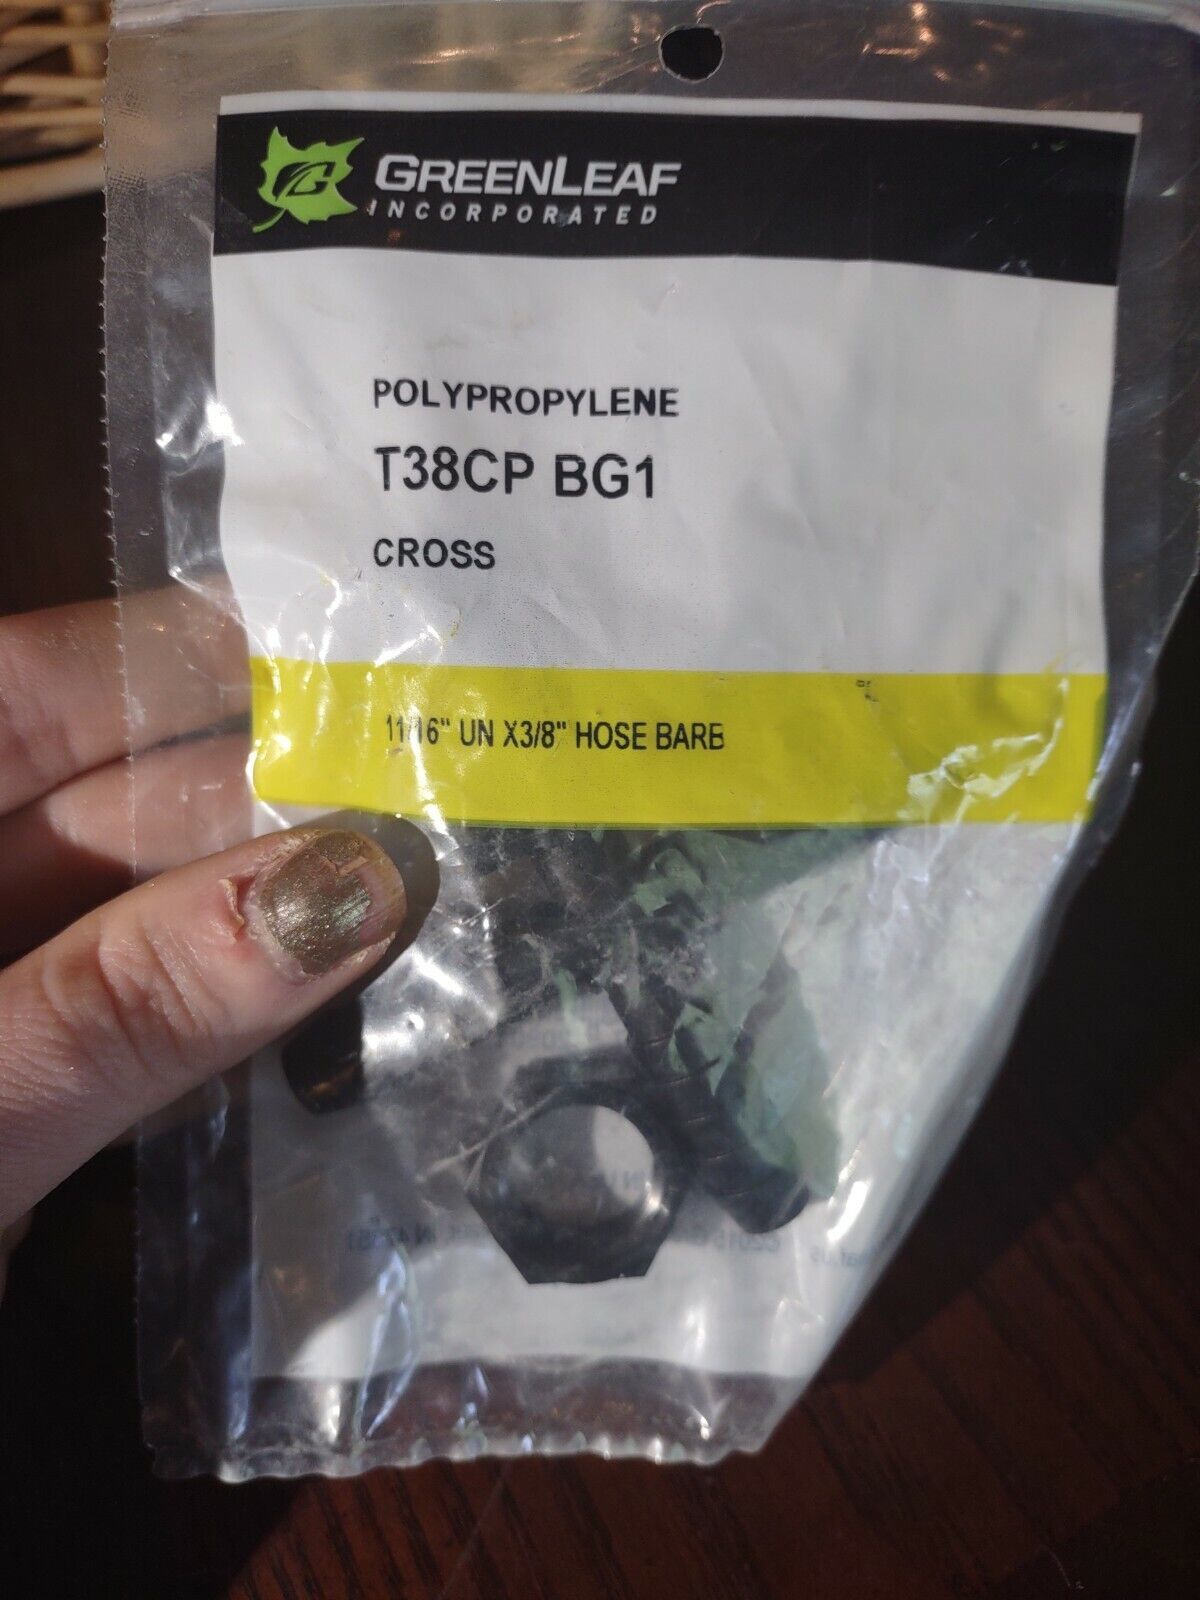 GREENLEAF
INCORPORATED
POLYPROPYLENE
T38CP BG1
CROSS
11/16" UN X3/8" HOSE BARB